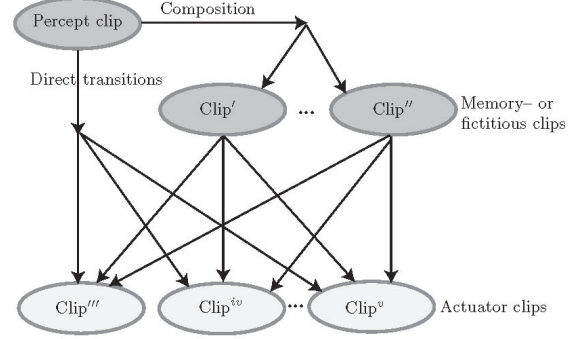 Percept clip
Composition
Direct transitions
Clip′
...
Clip″
Memory– or
fictitious clips
Clip‴
Clip^{iv}
...
Clip^{v}
Actuator clips